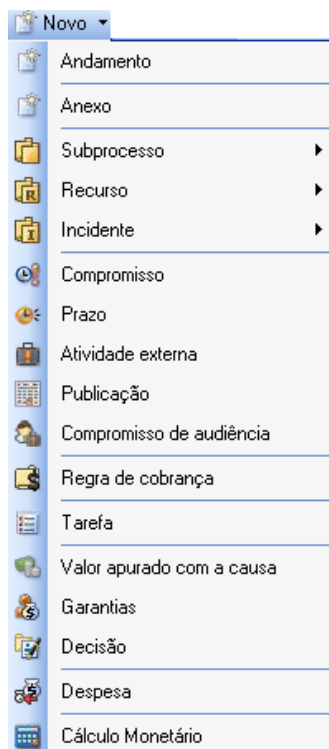 Novo
Andamento
Anexo
Subprocesso
Recurso
Incidente
Compromisso
Prazo
Atividade externa
Publicação
Compromisso de audiência
Regra de cobrança
Tarefa
Valor apurado com a causa
Garantias
Decisão
Despesa
Cálculo Monetário